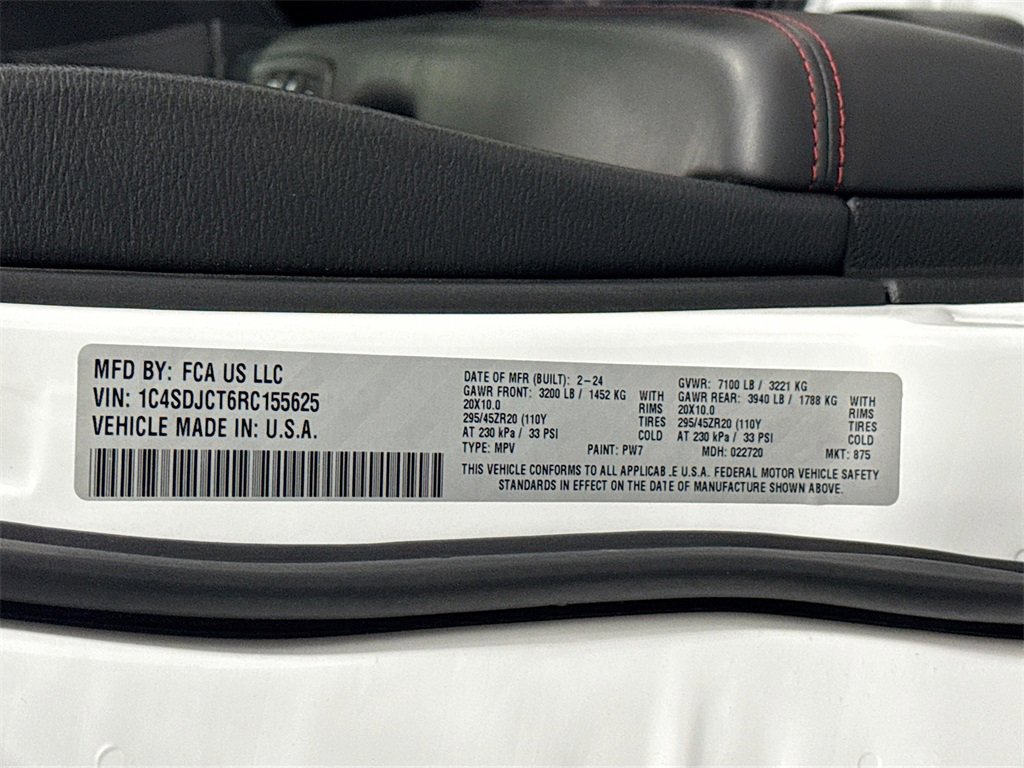 MFD BY: FCA US LLC
VIN: 1C4SDJCT6RC155625
VEHICLE MADE IN: U.S.A.
DATE OF MFR (BUILT): 2-24
GAWR FRONT: 3200 LB / 1452 KG WITH
20X10.0 RIMS
295/45ZR20 (110Y TIRES
AT 230 kPa / 33 PSI COLD
GVWR: 7100 LB / 3221 KG
GAWR REAR: 3940 LB / 1788 KG WITH
20X10.0 RIMS
295/45ZR20 (110Y TIRES
AT 230 kPa / 33 PSI COLD
TYPE: MPV PAINT: PW7 MDH: 022720 MKT: 875
THIS VEHICLE CONFORMS TO ALL APPLICAB .E U.S.A. FEDERAL MOTOR VEHICLE SAFETY
STANDARDS IN EFFECT ON THE DATE OF MANUFACTURE SHOWN ABOVE.